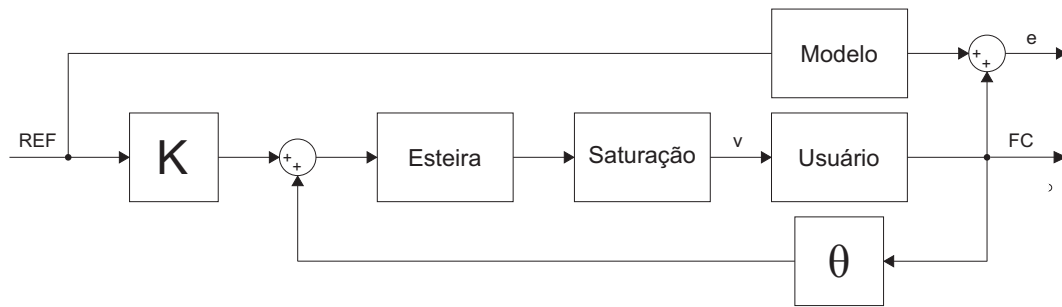 Modelo
+
+
e
REF
K
+
+
Esteira
Saturação
v
Usuário
FC
θ